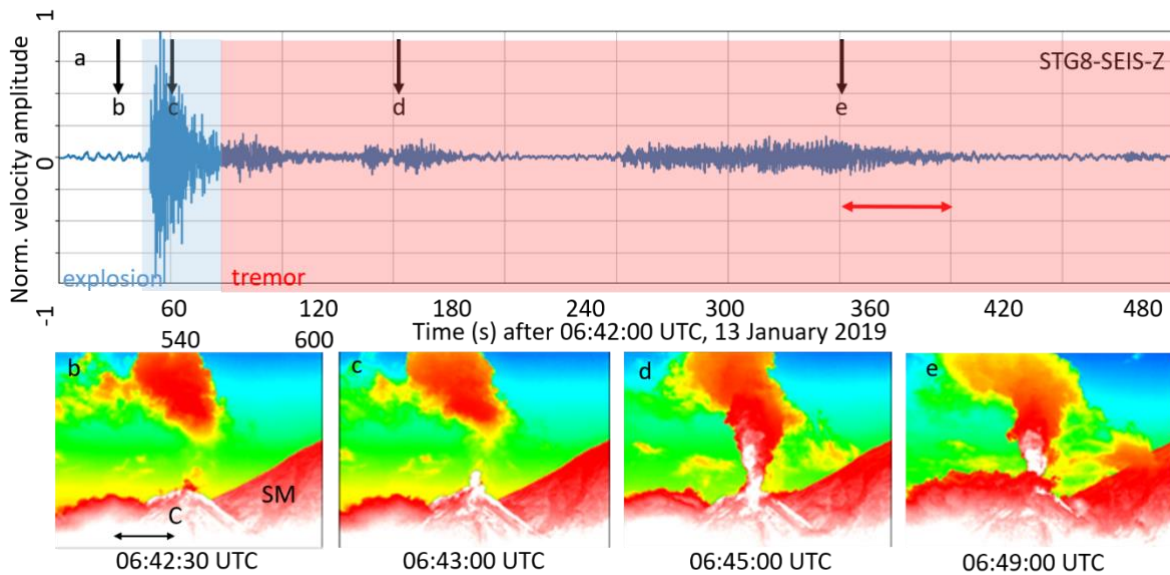 1
a
STG8-SEIS-Z
b
c
d
e
Norm. velocity amplitude
0
explosion
tremor
-1
60 120 180 240 300 360 420 480
Time (s) after 06:42:00 UTC, 13 January 2019
540 600
b
c
d
e
SM
C
06:42:30 UTC
06:43:00 UTC
06:45:00 UTC
06:49:00 UTC